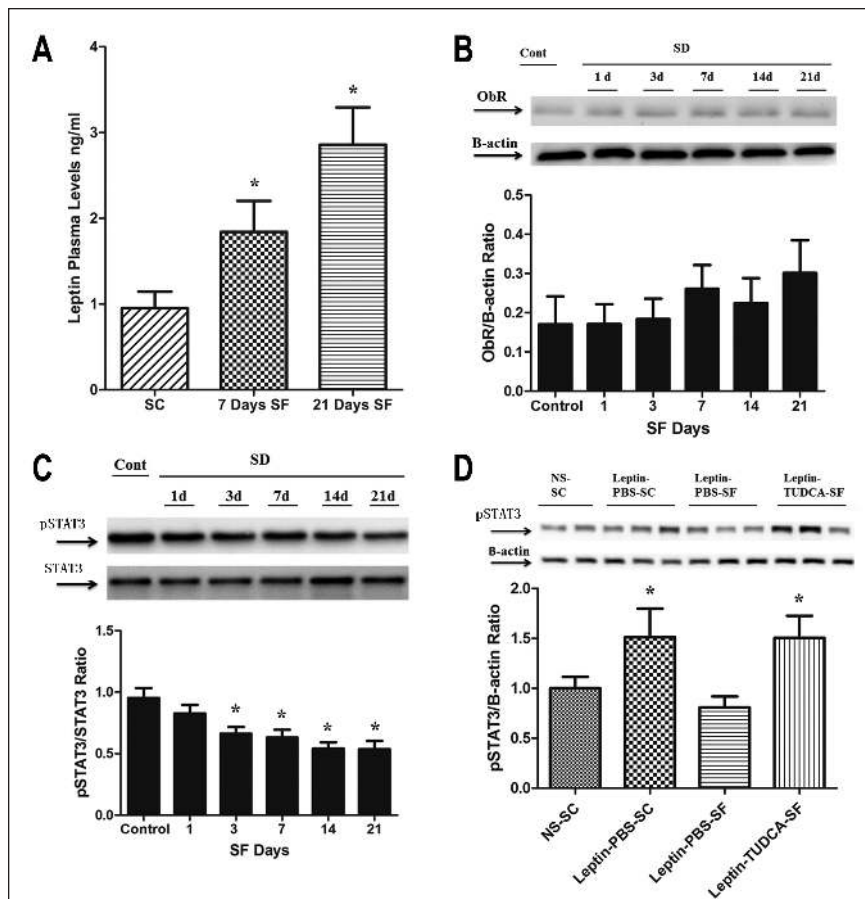 A
Leptin Plasma Levels ng/ml
4
3
2
1
0
*
*
SC
7 Days SF
21 Days SF
B
Cont
SD
1 d
3d
7d
14d
21d
ObR
B-actin
ObR/B-actin Ratio
0.5
0.4
0.3
0.2
0.1
0.0
Control
1
3
7
14
21
SF Days
C
Cont
SD
1d
3d
7d
14d
21d
pSTAT3
STAT3
pSTAT3/STAT3 Ratio
1.5
1.0
0.5
0.0
*
*
*
*
Control
1
3
7
14
21
SF Days
D
NS-
SC
Leptin-
PBS-SC
Leptin-
PBS-SF
Leptin-
TUDCA-SF
pSTAT3
B-actin
pSTAT3/B-actin Ratio
2.0
1.5
1.0
0.5
0.0
*
*
NS-SC
Leptin-PBS-SC
Leptin-PBS-SF
Leptin-TUDCA-SF